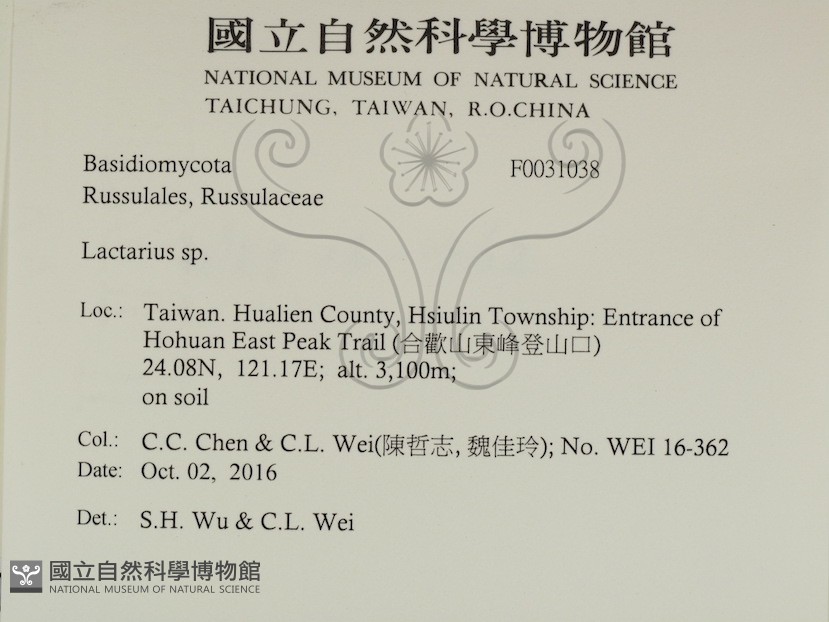 國立自然科學博物館
NATIONAL MUSEUM OF NATURAL SCIENCE
TAICHUNG, TAIWAN, R.O.CHINA
Basidiomycota F0031038
Russulales, Russulaceae
Lactarius sp.
Loc.: Taiwan. Hualien County, Hsiulin Township: Entrance of
Hohuan East Peak Trail (合歡山東峰登山口)
24.08N, 121.17E; alt. 3,100m;
on soil
Col.: C.C. Chen & C.L. Wei(陳哲志, 魏佳玲); No. WEI 16-362
Date: Oct. 02, 2016
Det.: S.H. Wu & C.L. Wei
國立自然科學博物館
NATIONAL MUSEUM OF NATURAL SCIENCE